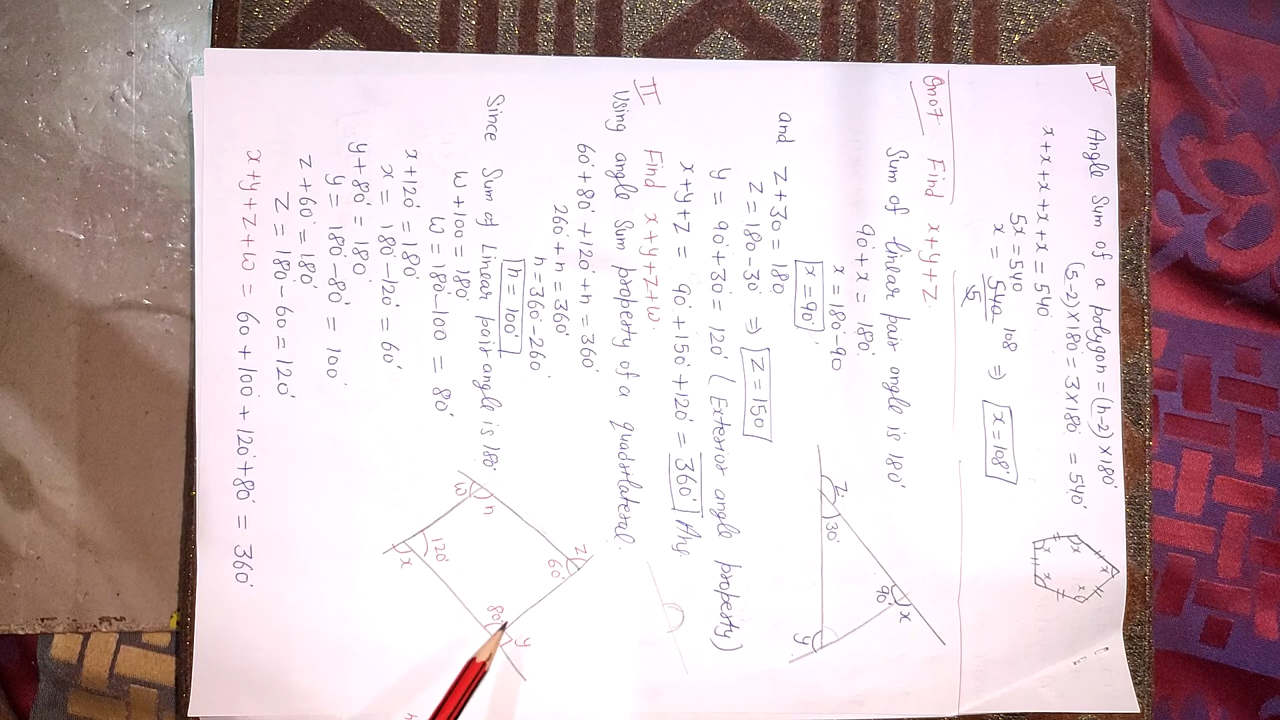 IV Angle Sum of a polygon = (n-2) × 180°
(5-2) × 180° = 3 × 180° = 540°
x + x + x + x + x = 540°
5x = 540
x = 540/5 108 ⇒ x = 108°
x
x
x
x
x
Qno7 Find x + y + z.
Sum of linear pair angle is 180°
90° + x = 180°
x = 180° - 90
x = 90°
and z + 30 = 180
z = 180 - 30 ⇒ z = 150
y = 90° + 30° = 120° (Exterior angle property)
x + y + z = 90° + 150° + 120° = 360° Ans
z
30°
90°
x
y
II Find x + y + z + w.
Using angle Sum property of a quadrilateral.
60° + 80° + 120° + n = 360°
260° + n = 360°
n = 360° - 260°
n = 100°
Since Sum of Linear pair angle is 180°
w + 100 = 180°
w = 180° - 100 = 80°
x + 120° = 180°
x = 180° - 120° = 60°
y + 80° = 180
y = 180° - 80° = 100°
z + 60° = 180°
z = 180 - 60 = 120°
x + y + z + w = 60 + 100 + 120° + 80° = 360°
w
n
z
60°
120°
x
80°
y